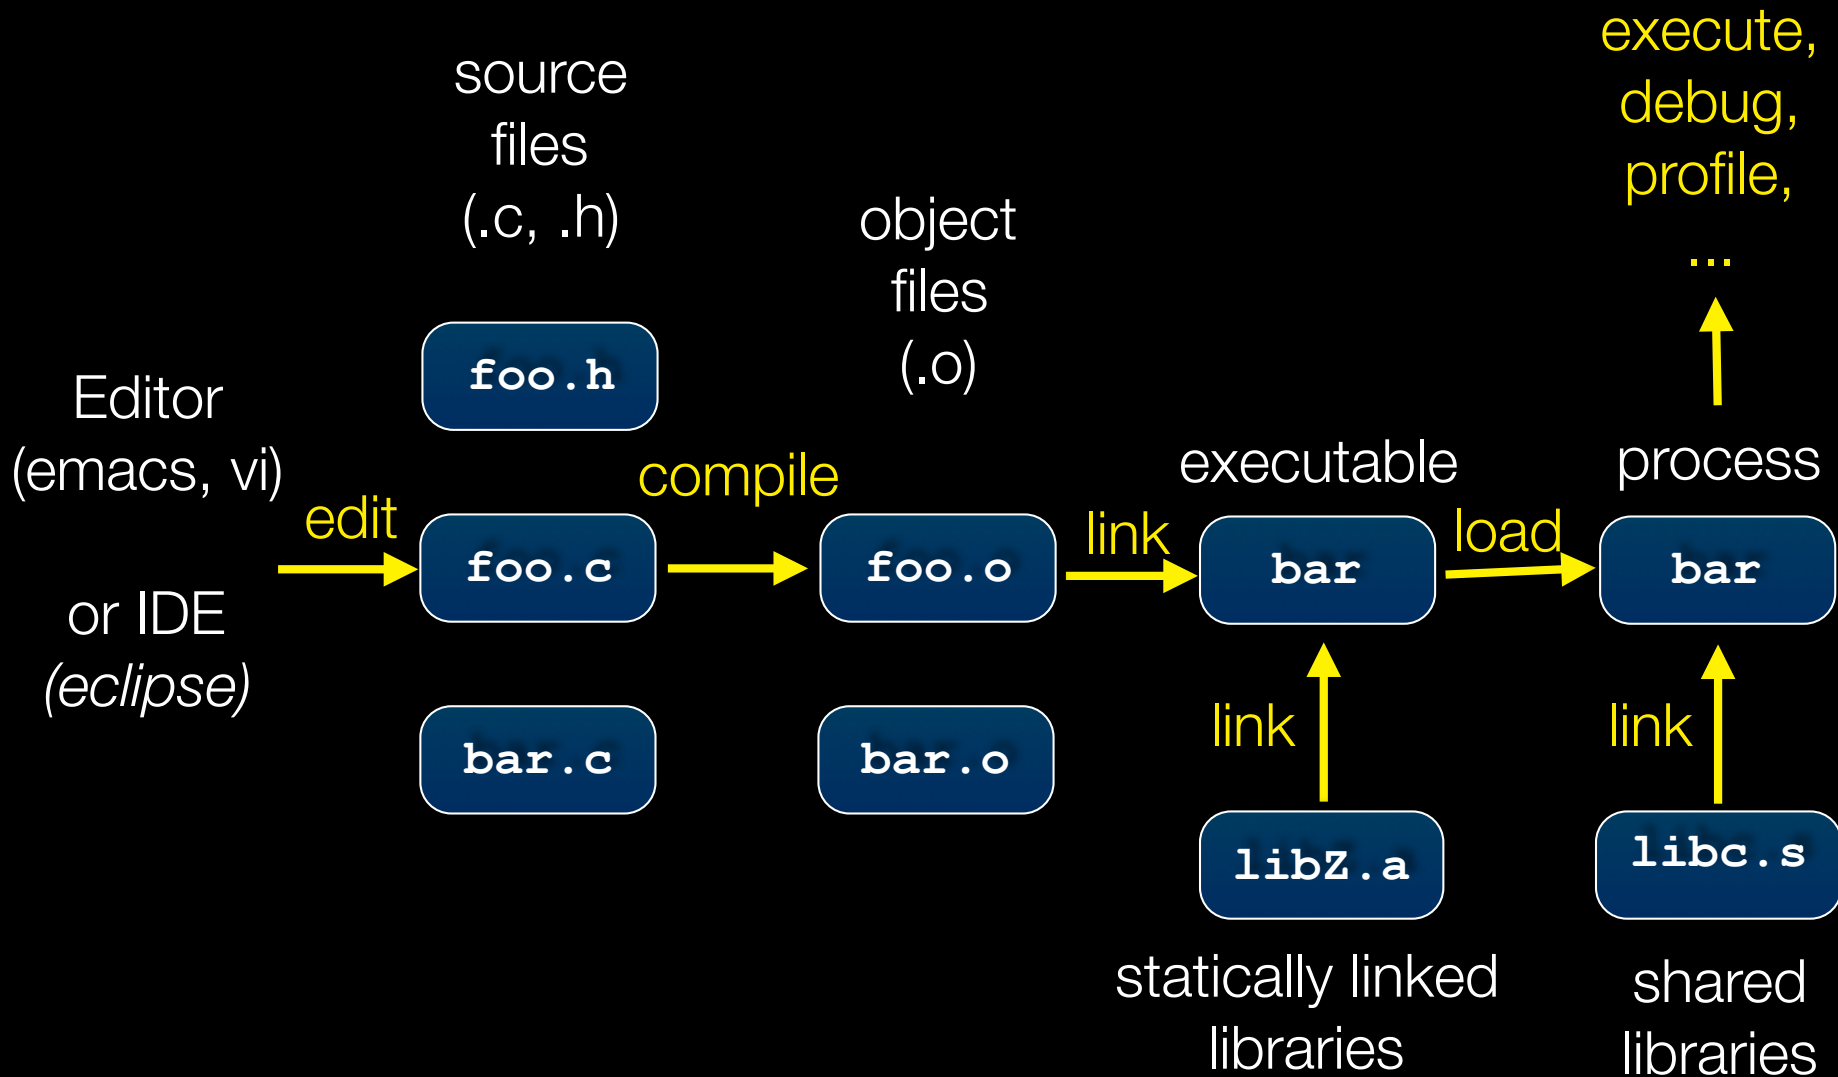 Editor
(emacs, vi)
or IDE
(eclipse)
edit
source
files
(.c, .h)
foo.h
foo.c
bar.c
compile
object
files
(.o)
foo.o
bar.o
link
executable
bar
link
libZ.a
statically linked
libraries
load
execute,
debug,
profile,
...
process
bar
link
libc.s
shared
libraries